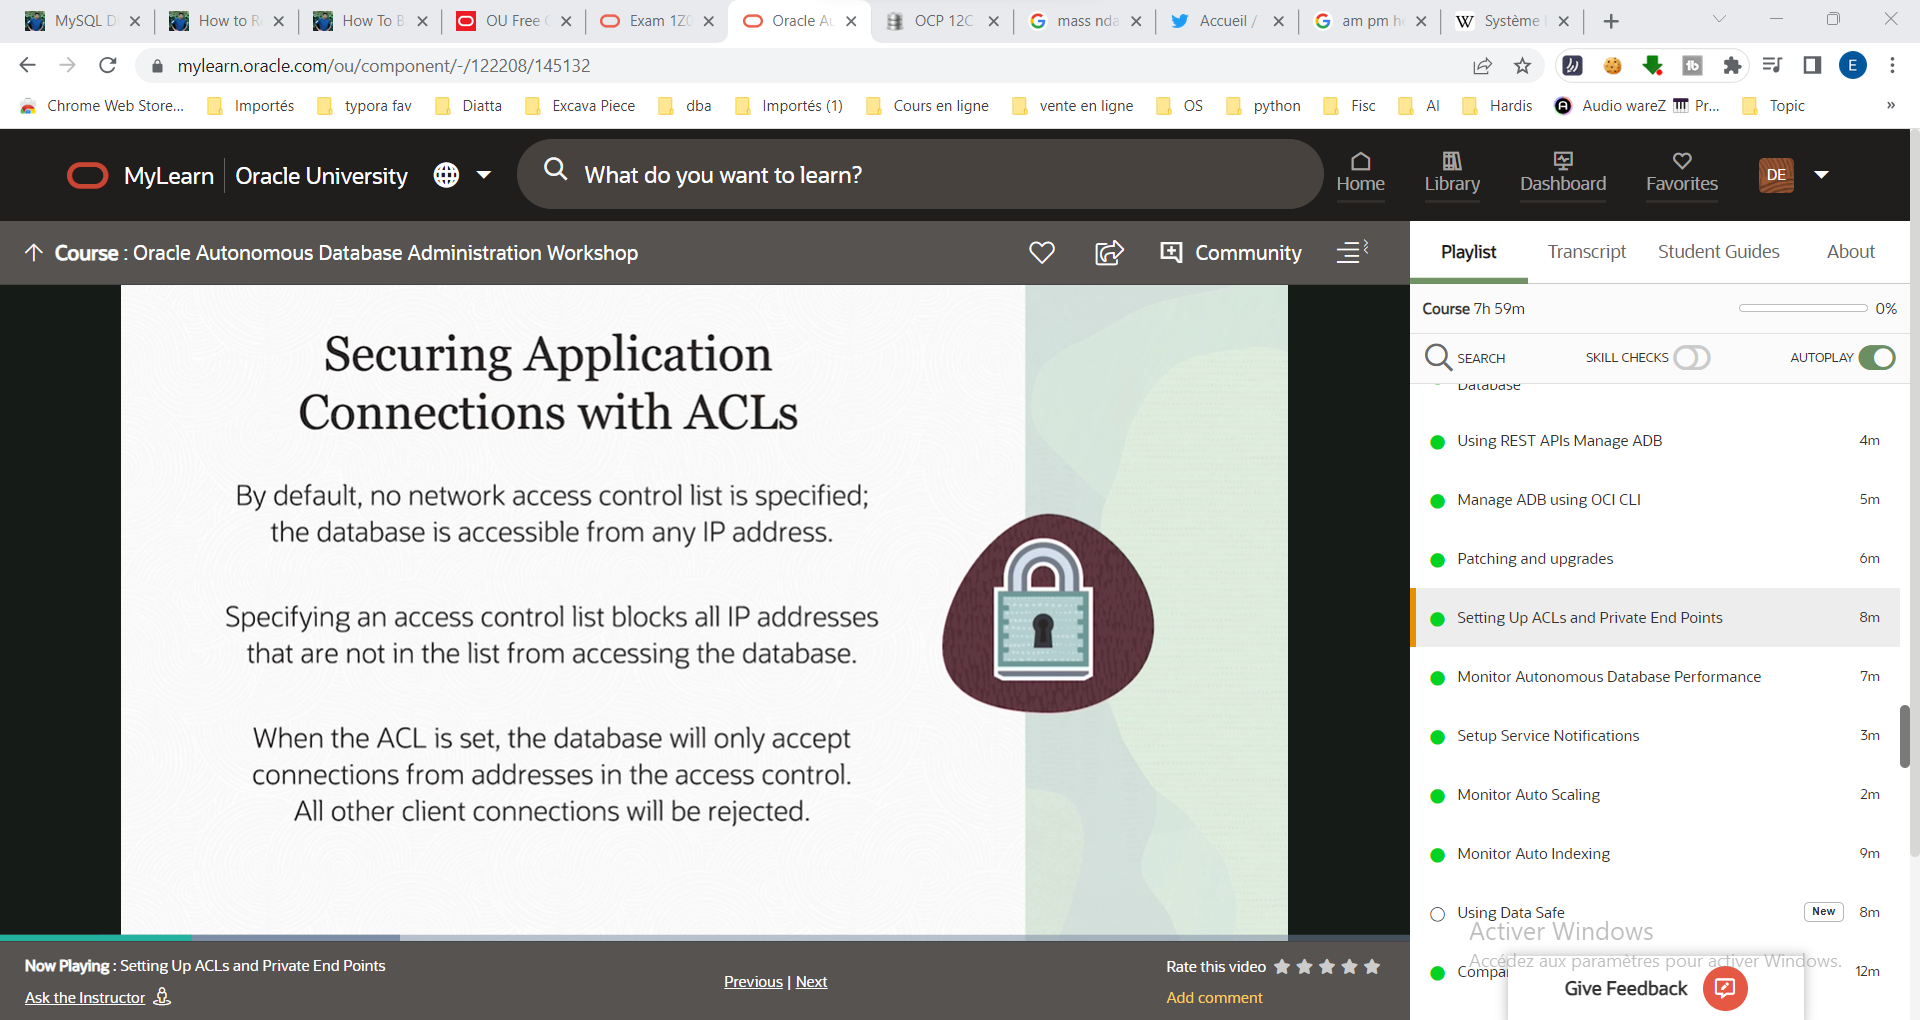 MySQL D
How to R
How To B
OU Free
Exam 1Z0
Oracle Au
OCP 12C
mass nda
Accueil /
am pm h
Système
mylearn.oracle.com/ou/component/-/122208/145132
E
Chrome Web Store...
Importés
typora fav
Diatta
Excava Piece
dba
Importés (1)
Cours en ligne
vente en ligne
OS
python
Fisc
AI
Hardis
Audio wareZ
Pr...
Topic
»
MyLearn
Oracle University
What do you want to learn?
Home
Library
Dashboard
Favorites
DE
Course : Oracle Autonomous Database Administration Workshop
Community
Playlist
Transcript
Student Guides
About
Course 7h 59m
0%
SEARCH
SKILL CHECKS
AUTOPLAY
Securing Application
Connections with ACLs
By default, no network access control list is specified;
the database is accessible from any IP address.
Specifying an access control list blocks all IP addresses
that are not in the list from accessing the database.
When the ACL is set, the database will only accept
connections from addresses in the access control.
All other client connections will be rejected.
Database
Using REST APIs Manage ADB 4m
Manage ADB using OCI CLI 5m
Patching and upgrades 6m
Setting Up ACLs and Private End Points 8m
Monitor Autonomous Database Performance 7m
Setup Service Notifications 3m
Monitor Auto Scaling 2m
Monitor Auto Indexing 9m
Using Data Safe New 8m
Activer Windows
Accédez aux paramètres pour activer Windows.
Compa 12m
Give Feedback
Now Playing : Setting Up ACLs and Private End Points
Ask the Instructor
Previous | Next
Rate this video
Add comment